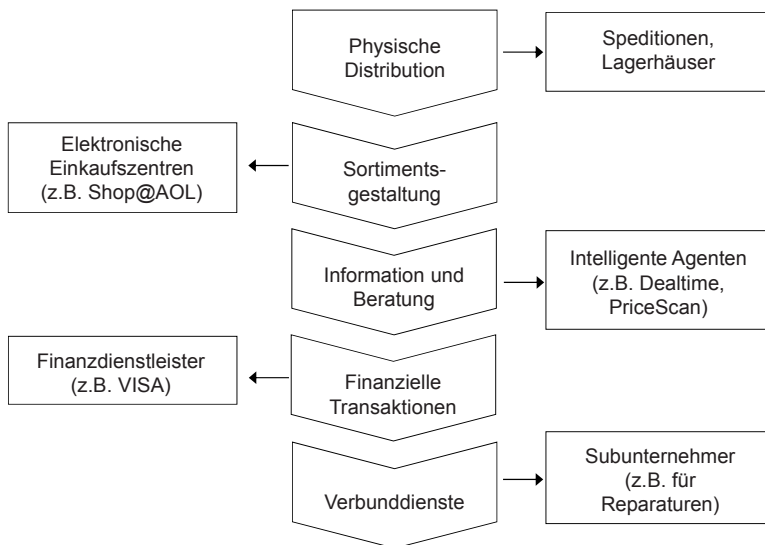 Physische
Distribution
Speditionen,
Lagerhäuser
Elektronische
Einkaufszentren
(z.B. Shop@AOL)
Sortiments-
gestaltung
Information und
Beratung
Intelligente Agenten
(z.B. Dealtime,
PriceScan)
Finanzdienstleister
(z.B. VISA)
Finanzielle
Transaktionen
Verbunddienste
Subunternehmer
(z.B. für
Reparaturen)